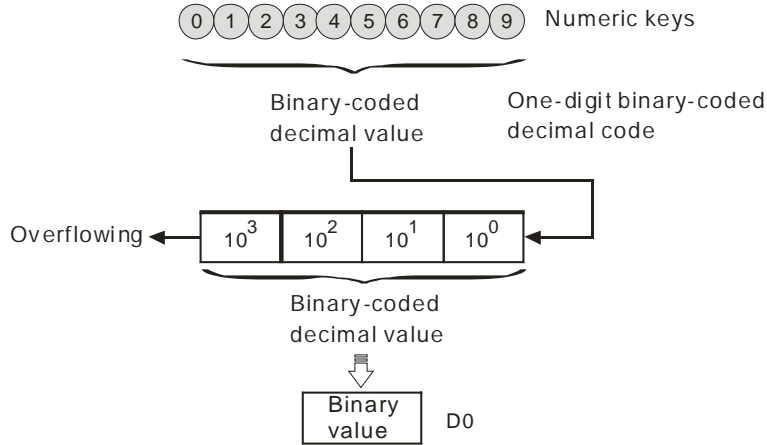 0 1 2 3 4 5 6 7 8 9 Numeric keys
Binary-coded
decimal value
One-digit binary-coded
decimal code
Overflowing 10³ 10² 10¹ 10⁰
Binary-coded
decimal value
Binary
value
D0